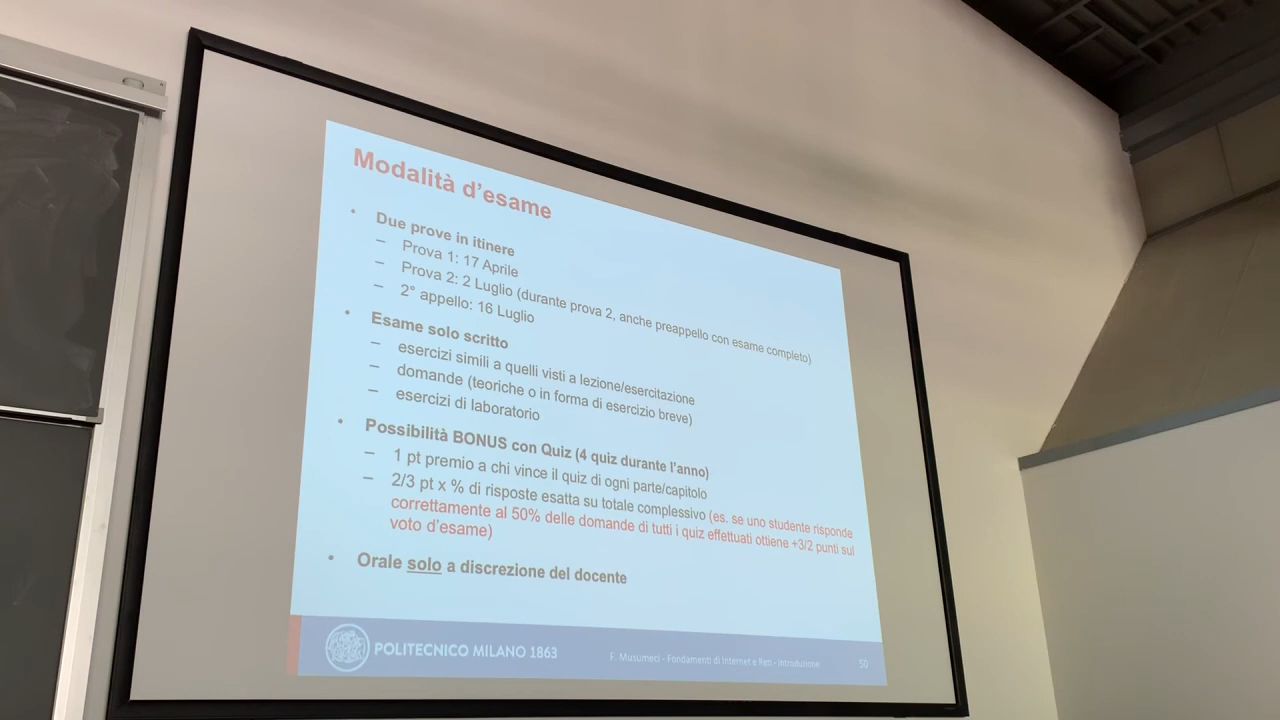 Modalità d'esame
• Due prove in itinere
– Prova 1: 17 Aprile
– Prova 2: 2 Luglio (durante prova 2, anche preappello con esame completo)
– 2° appello: 16 Luglio
• Esame solo scritto
– esercizi simili a quelli visti a lezione/esercitazione
– domande (teoriche o in forma di esercizio breve)
– esercizi di laboratorio
• Possibilità BONUS con Quiz (4 quiz durante l'anno)
– 1 pt premio a chi vince il quiz di ogni parte/capitolo
– 2/3 pt x % di risposte esatta su totale complessivo (es. se uno studente risponde
correttamente al 50% delle domande di tutti i quiz effettuati ottiene +3/2 punti sul
voto d'esame)
• Orale solo a discrezione del docente
POLITECNICO MILANO 1863
F. Musumeci - Fondamenti di Internet e Reti - Introduzione
50